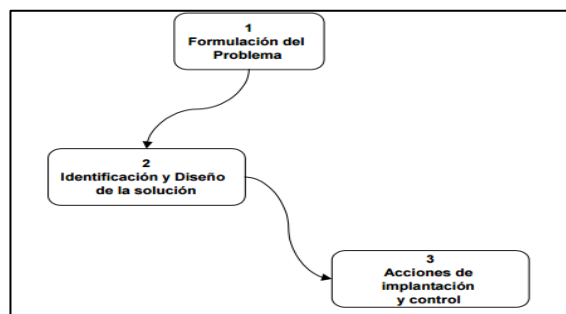 1
Formulación del
Problema
2
Identificación y Diseño
de la solución
3
Acciones de
implantación
y control